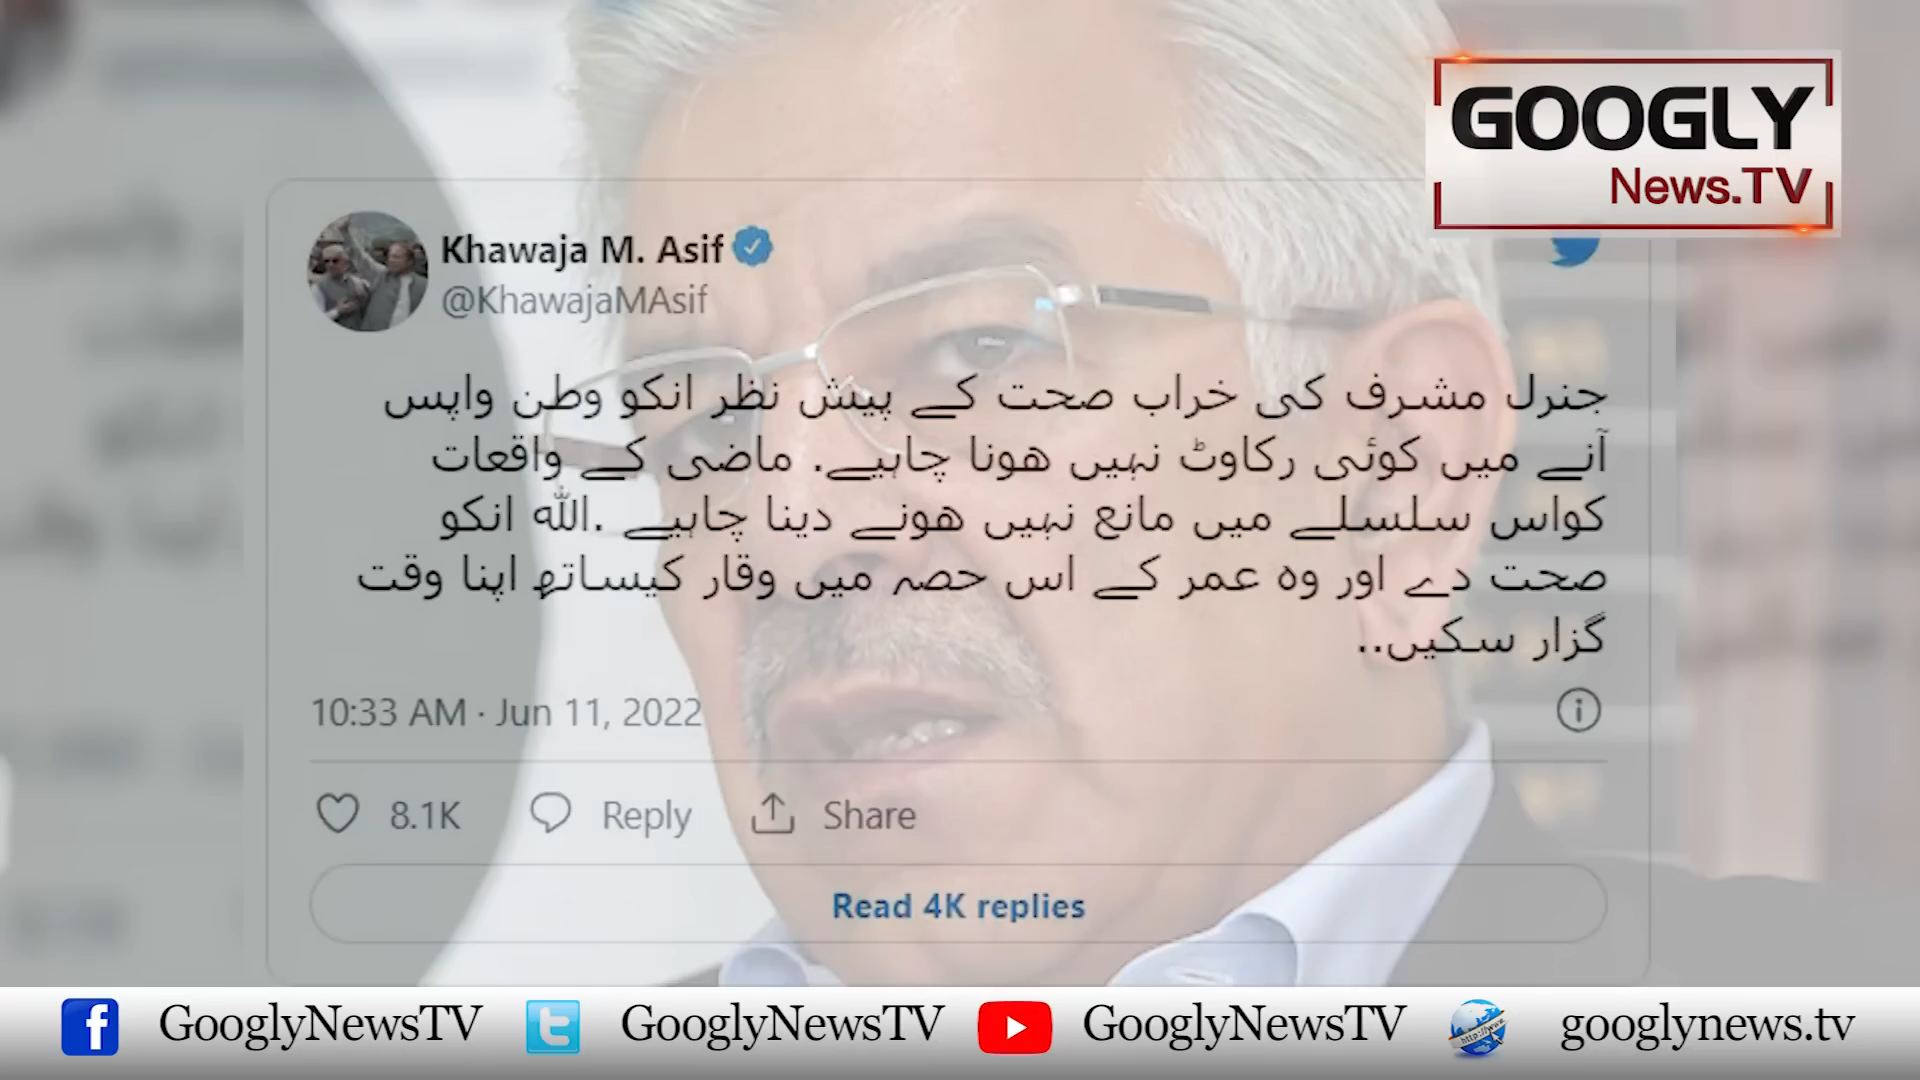 GOOGLY
News.TV
Khawaja M. Asif
@KhawajaMAsif
جنرل مشرف کی خراب صحت کے پیش نظر انکو وطن واپس
آنے میں کوئی رکاوٹ نہیں ھونا چاہیے. ماضی کے واقعات
کواس سلسلے میں مانع نہیں ھونے دینا چاہیے .اللہ انکو
صحت دے اور وہ عمر کے اس حصہ میں وقار کیساتھ اپنا وقت
گزار سکیں..
10:33 AM · Jun 11, 2022
8.1K Reply Share
Read 4K replies
GooglyNewsTV GooglyNewsTV GooglyNewsTV googlynews.tv